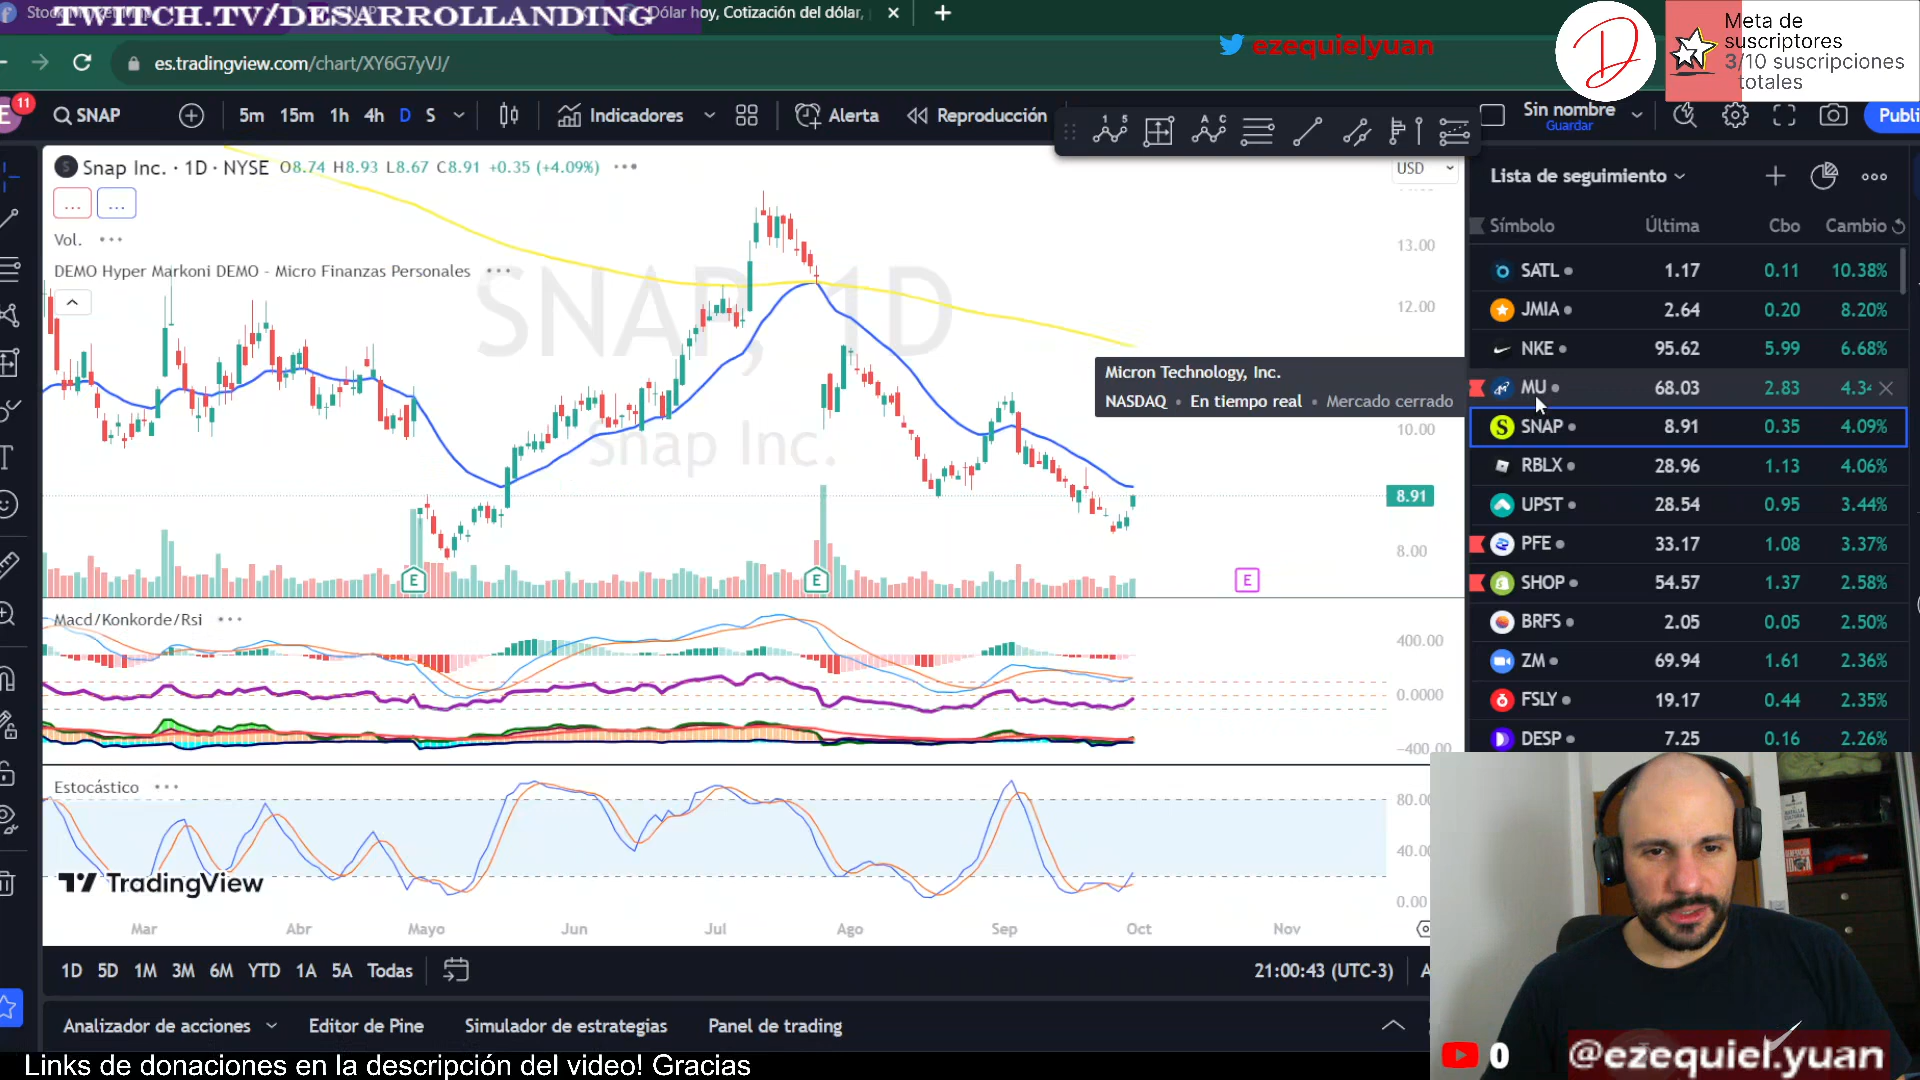 TWITCH.TV/DESARROLLANDING
Dólar hoy, Cotización del dólar,
ezequielyuan
D
Meta de
suscriptores
3/10 suscripciones
totales
es.tradingview.com/chart/XY6G7yVJ/
11
SNAP
5m 15m 1h 4h D S
Indicadores
Alerta
Reproducción
Sin nombre
Guardar
Publi
Snap Inc. · 1D · NYSE O8.74 H8.93 L8.67 C8.91 +0.35 (+4.09%)
USD
Vol.
DEMO Hyper Markoni DEMO - Micro Finanzas Personales
SNAP, 1D
Snap Inc.
13.00
12.00
10.00
8.91
8.00
E
E
E
Micron Technology, Inc.
NASDAQ • En tiempo real • Mercado cerrado
Macd/Konkorde/Rsi
400.00
0.0000
-400.00
Estocástico
80.00
40.00
0.00
TradingView
Mar Abr Mayo Jun Jul Ago Sep Oct Nov
1D 5D 1M 3M 6M YTD 1A 5A Todas
21:00:43 (UTC-3)
Analizador de acciones
Editor de Pine
Simulador de estrategias
Panel de trading
Lista de seguimiento
Símbolo Última Cbo Cambio
SATL 1.17 0.11 10.38%
JMIA 2.64 0.20 8.20%
NKE 95.62 5.99 6.68%
MU 68.03 2.83 4.34
SNAP 8.91 0.35 4.09%
RBLX 28.96 1.13 4.06%
UPST 28.54 0.95 3.44%
PFE 33.17 1.08 3.37%
SHOP 54.57 1.37 2.58%
BRFS 2.05 0.05 2.50%
ZM 69.94 1.61 2.36%
FSLY 19.17 0.44 2.35%
DESP 7.25 0.16 2.26%
0
@ezequiel.yuan
Links de donaciones en la descripción del video! Gracias